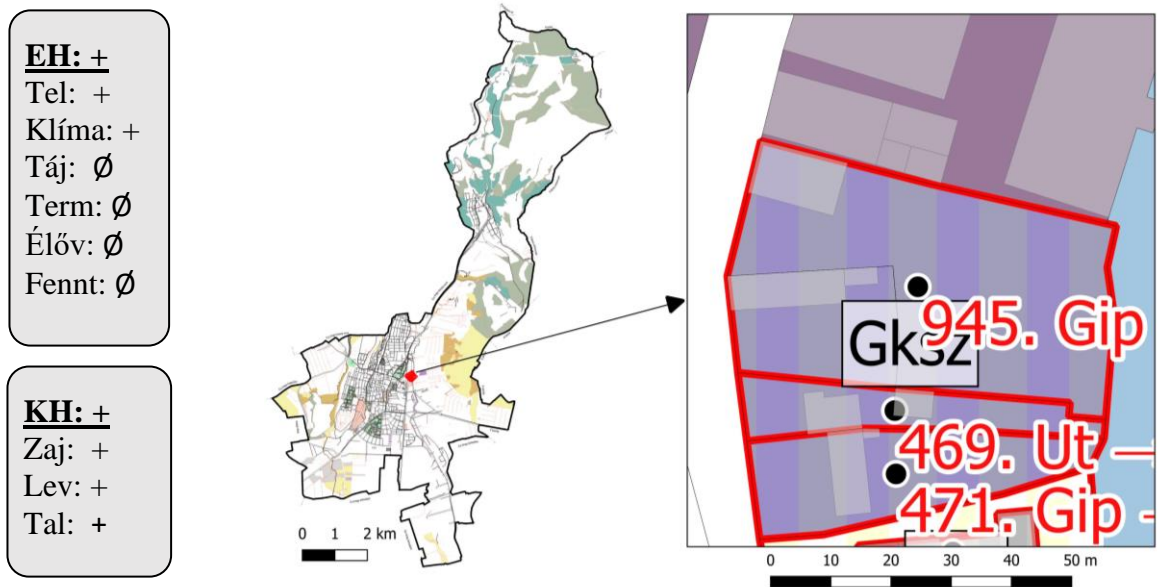 EH: +
Tel: +
Klíma: +
Táj: Ø
Term: Ø
Élőv: Ø
Fennt: Ø
KH: +
Zaj: +
Lev: +
Tal: +
0 1 2 km
945. Gip
Gksz
469. Ut →
471. Gip -
0 10 20 30 40 50 m